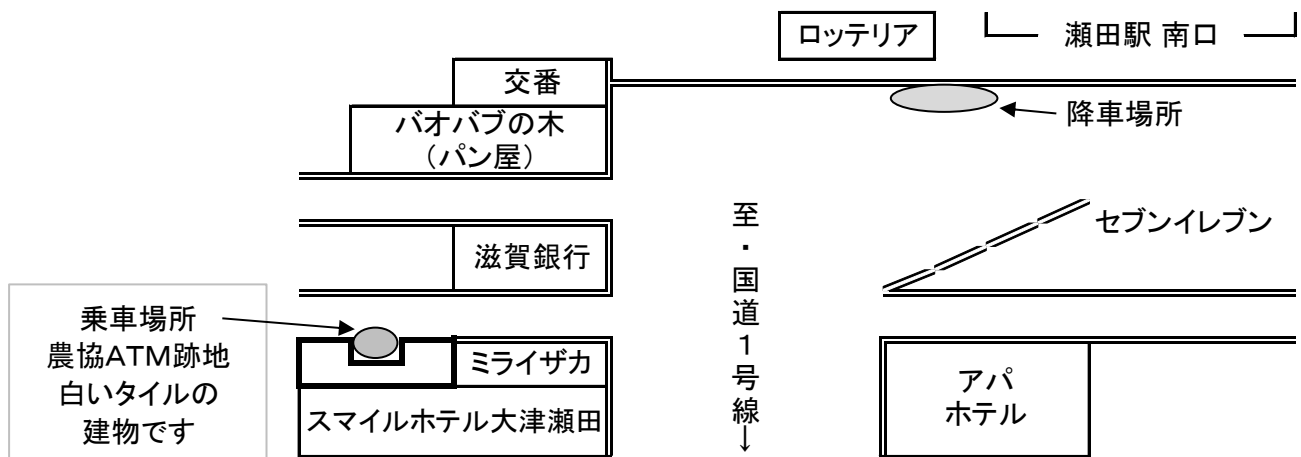 ロッテリア
瀬田駅 南口
交番
降車場所
バオバブの木
(パン屋)
至・国道1号線↓
セブンイレブン
滋賀銀行
乗車場所
農協ATM跡地
白いタイルの
建物です
ミライザカ
アパ
ホテル
スマイルホテル大津瀬田